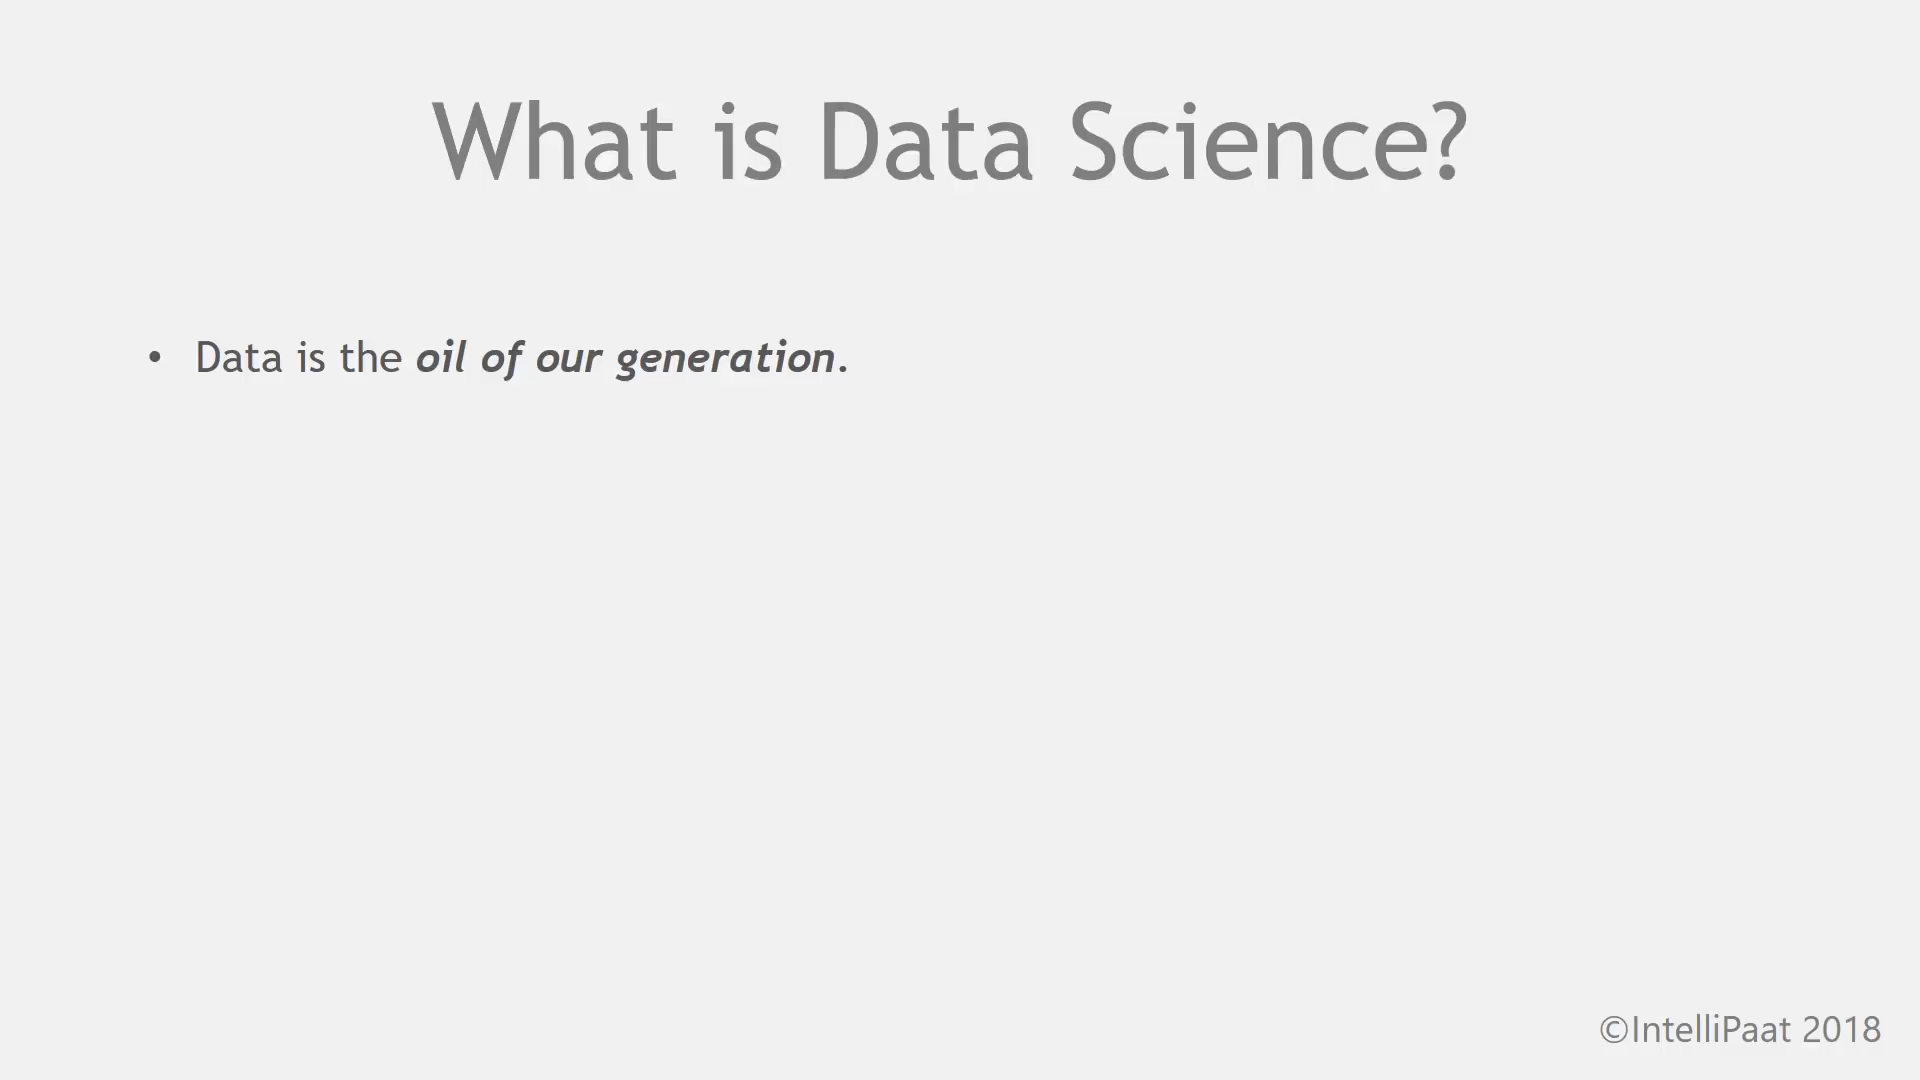 What is Data Science?
• Data is the oil of our generation.
©IntelliPaat 2018